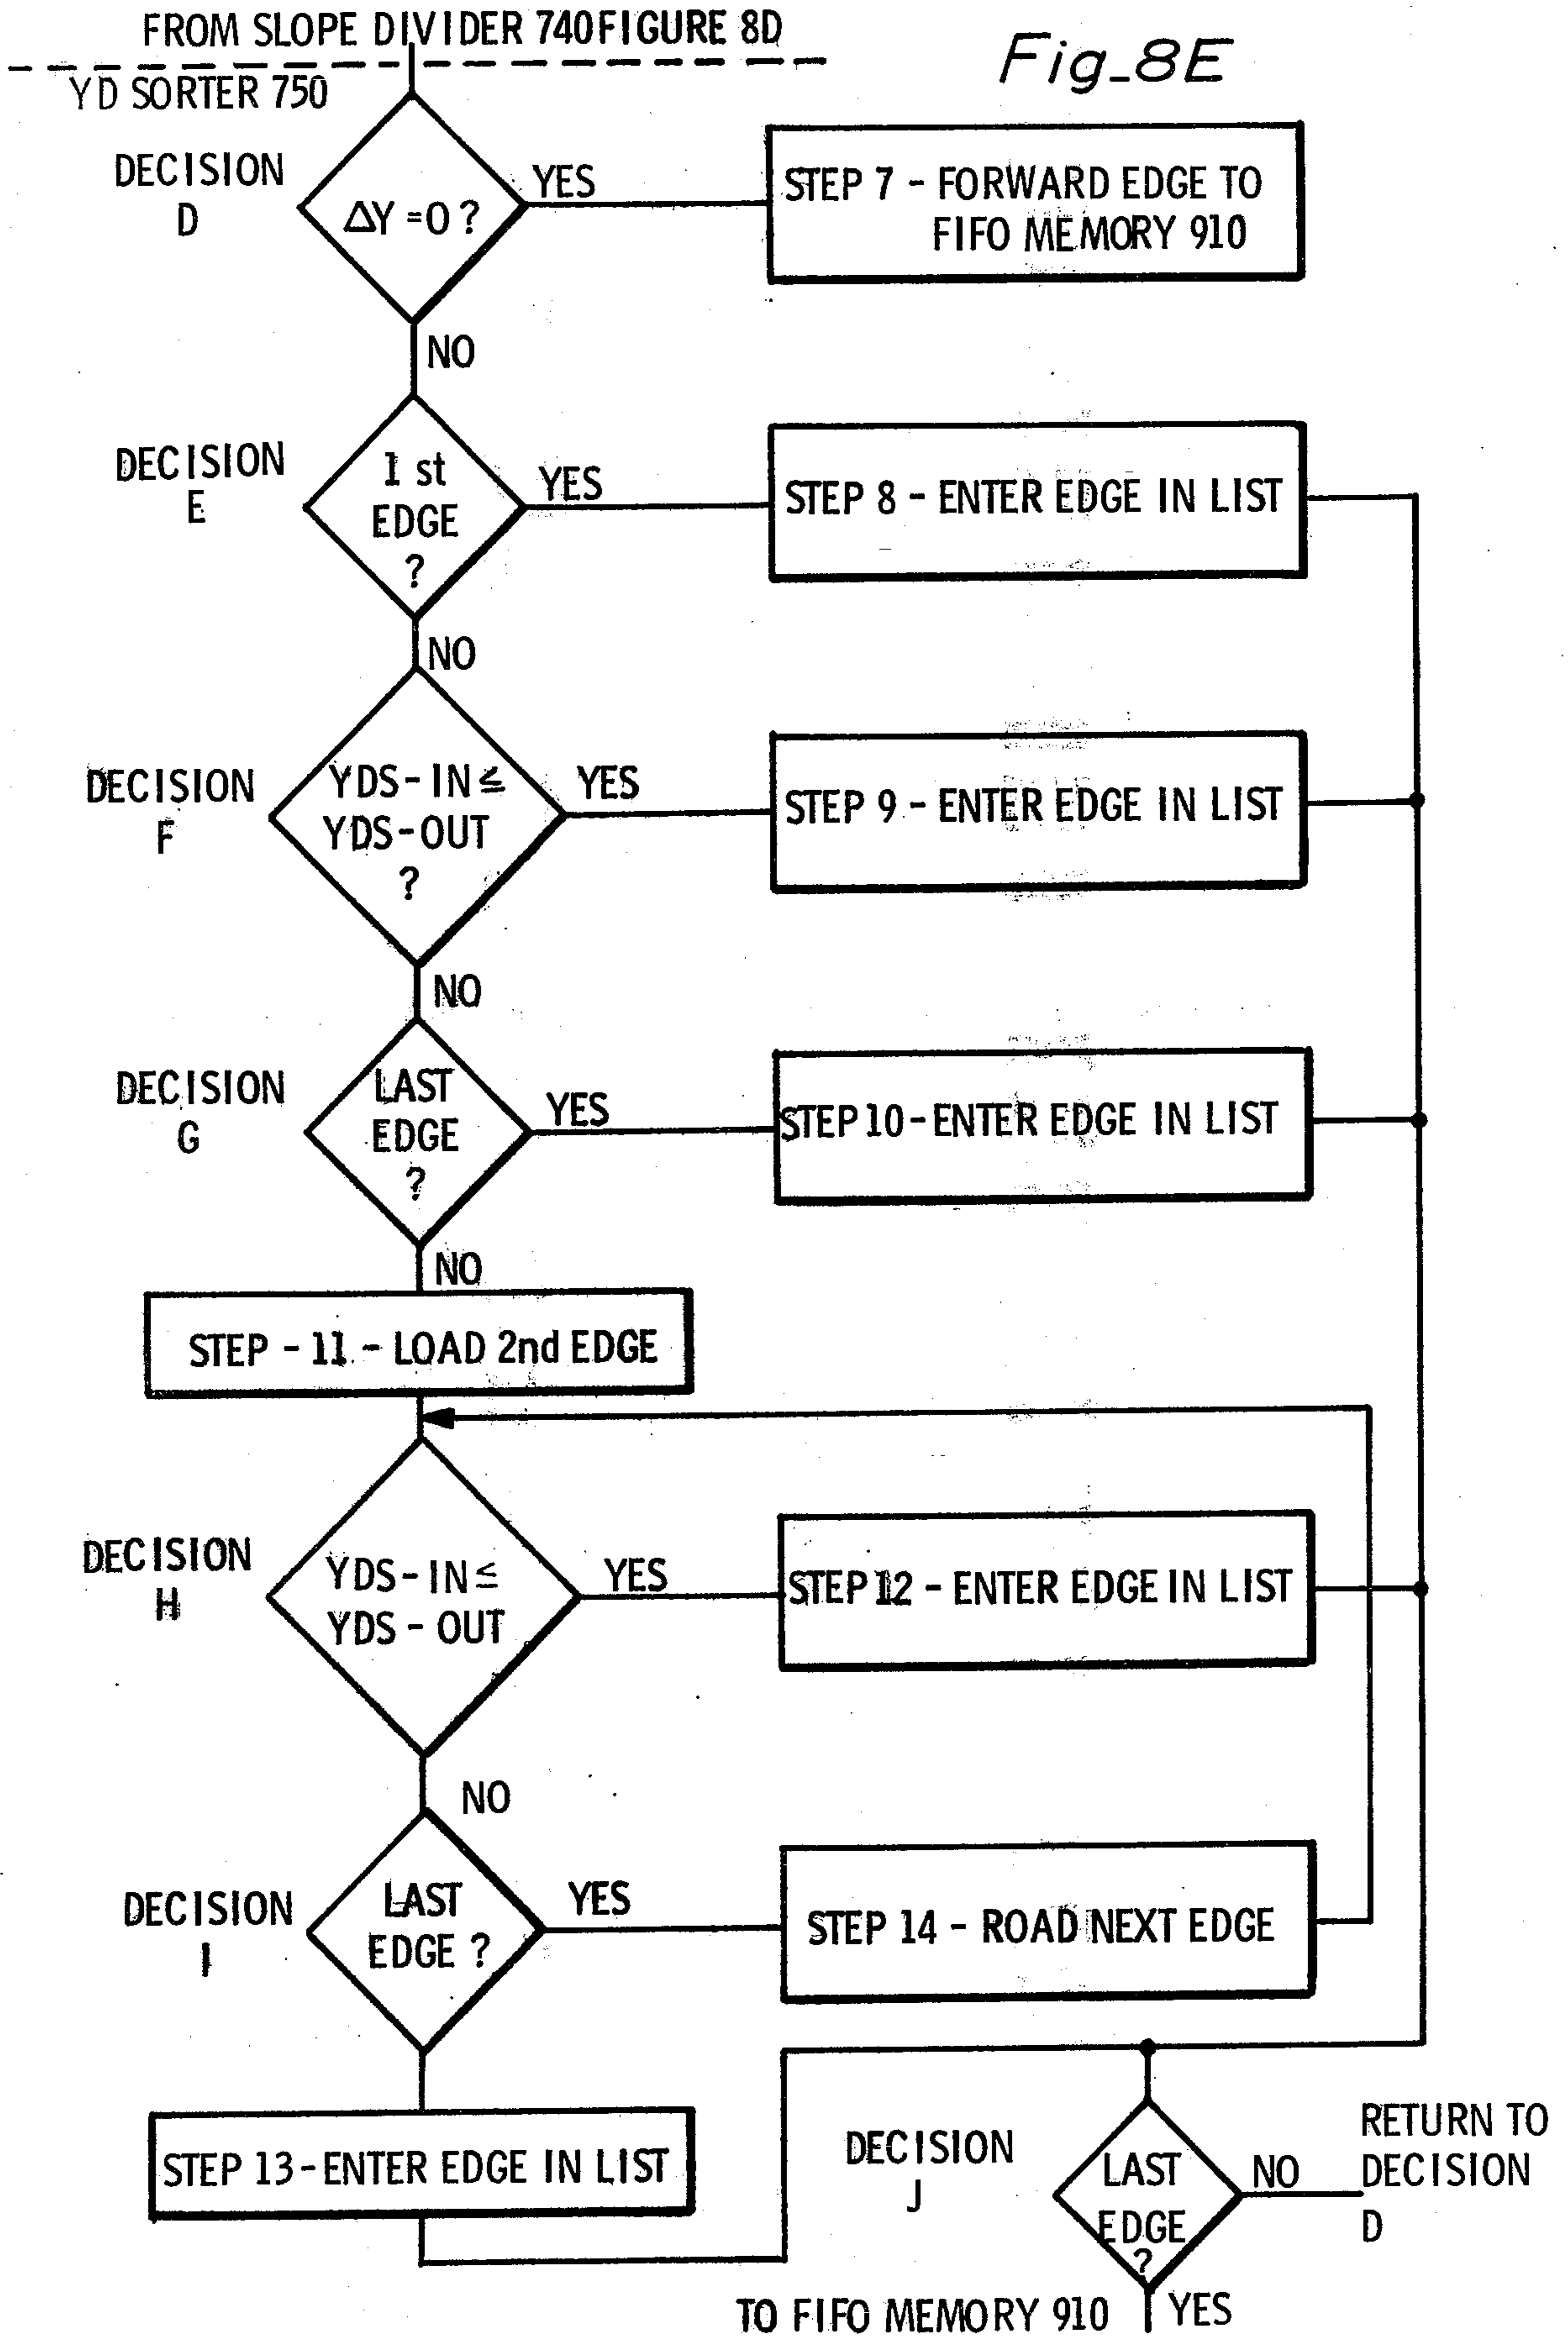 FROM SLOPE DIVIDER 740 FIGURE 8D
Fig_8E
YD SORTER 750
DECISION
D
ΔY =0 ?
YES
STEP 7 - FORWARD EDGE TO
FIFO MEMORY 910
NO
DECISION
E
1 st
EDGE
?
YES
STEP 8 - ENTER EDGE IN LIST
NO
DECISION
F
YDS-IN ≤
YDS-OUT
?
YES
STEP 9 - ENTER EDGE IN LIST
NO
DECISION
G
LAST
EDGE
?
YES
STEP 10 - ENTER EDGE IN LIST
NO
STEP - 11 - LOAD 2nd EDGE
DECISION
H
YDS-IN ≤
YDS - OUT
YES
STEP 12 - ENTER EDGE IN LIST
NO
DECISION
I
LAST
EDGE ?
YES
STEP 14 - ROAD NEXT EDGE
STEP 13 - ENTER EDGE IN LIST
DECISION
J
LAST
EDGE
?
NO
RETURN TO
DECISION
D
TO FIFO MEMORY 910
YES